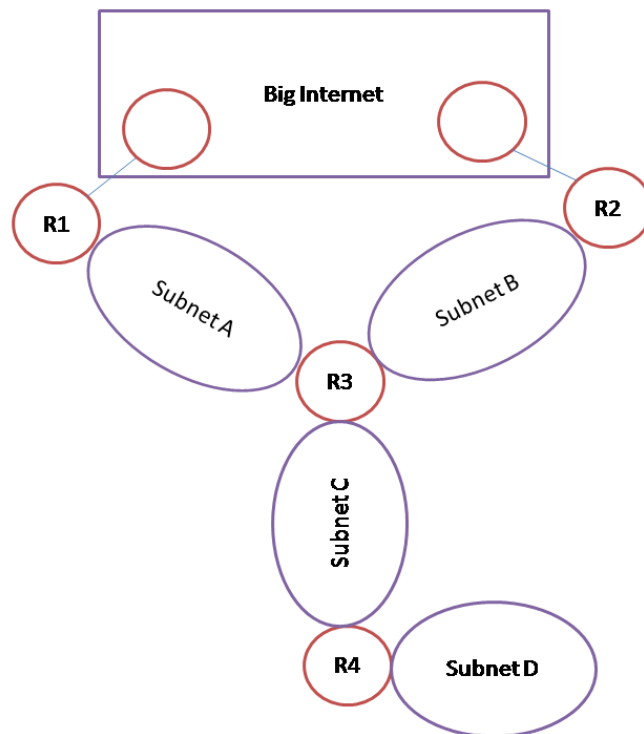 Big Internet
R1
R2
Subnet A
Subnet B
R3
Subnet C
R4
Subnet D